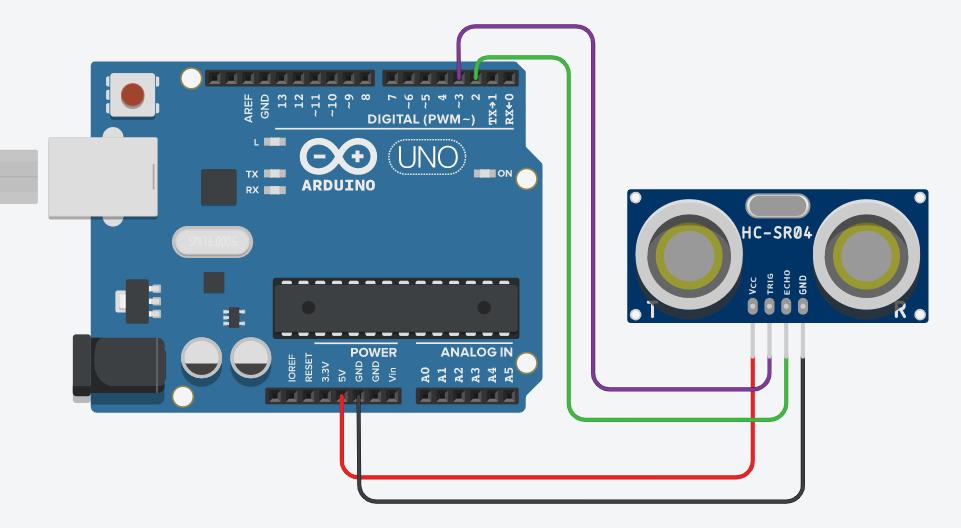 AREF
GND
13
12
~11
~10
~9
8
7
~6
~5
4
~3
2
TX→1
RX←0
DIGITAL (PWM~)
L
TX
RX
ARDUINO
UNO
ON
HC-SR04
VCC
TRIG
ECHO
GND
T
R
POWER
ANALOG IN
IOREF
RESET
3.3V
5V
GND
GND
Vin
A0
A1
A2
A3
A4
A5